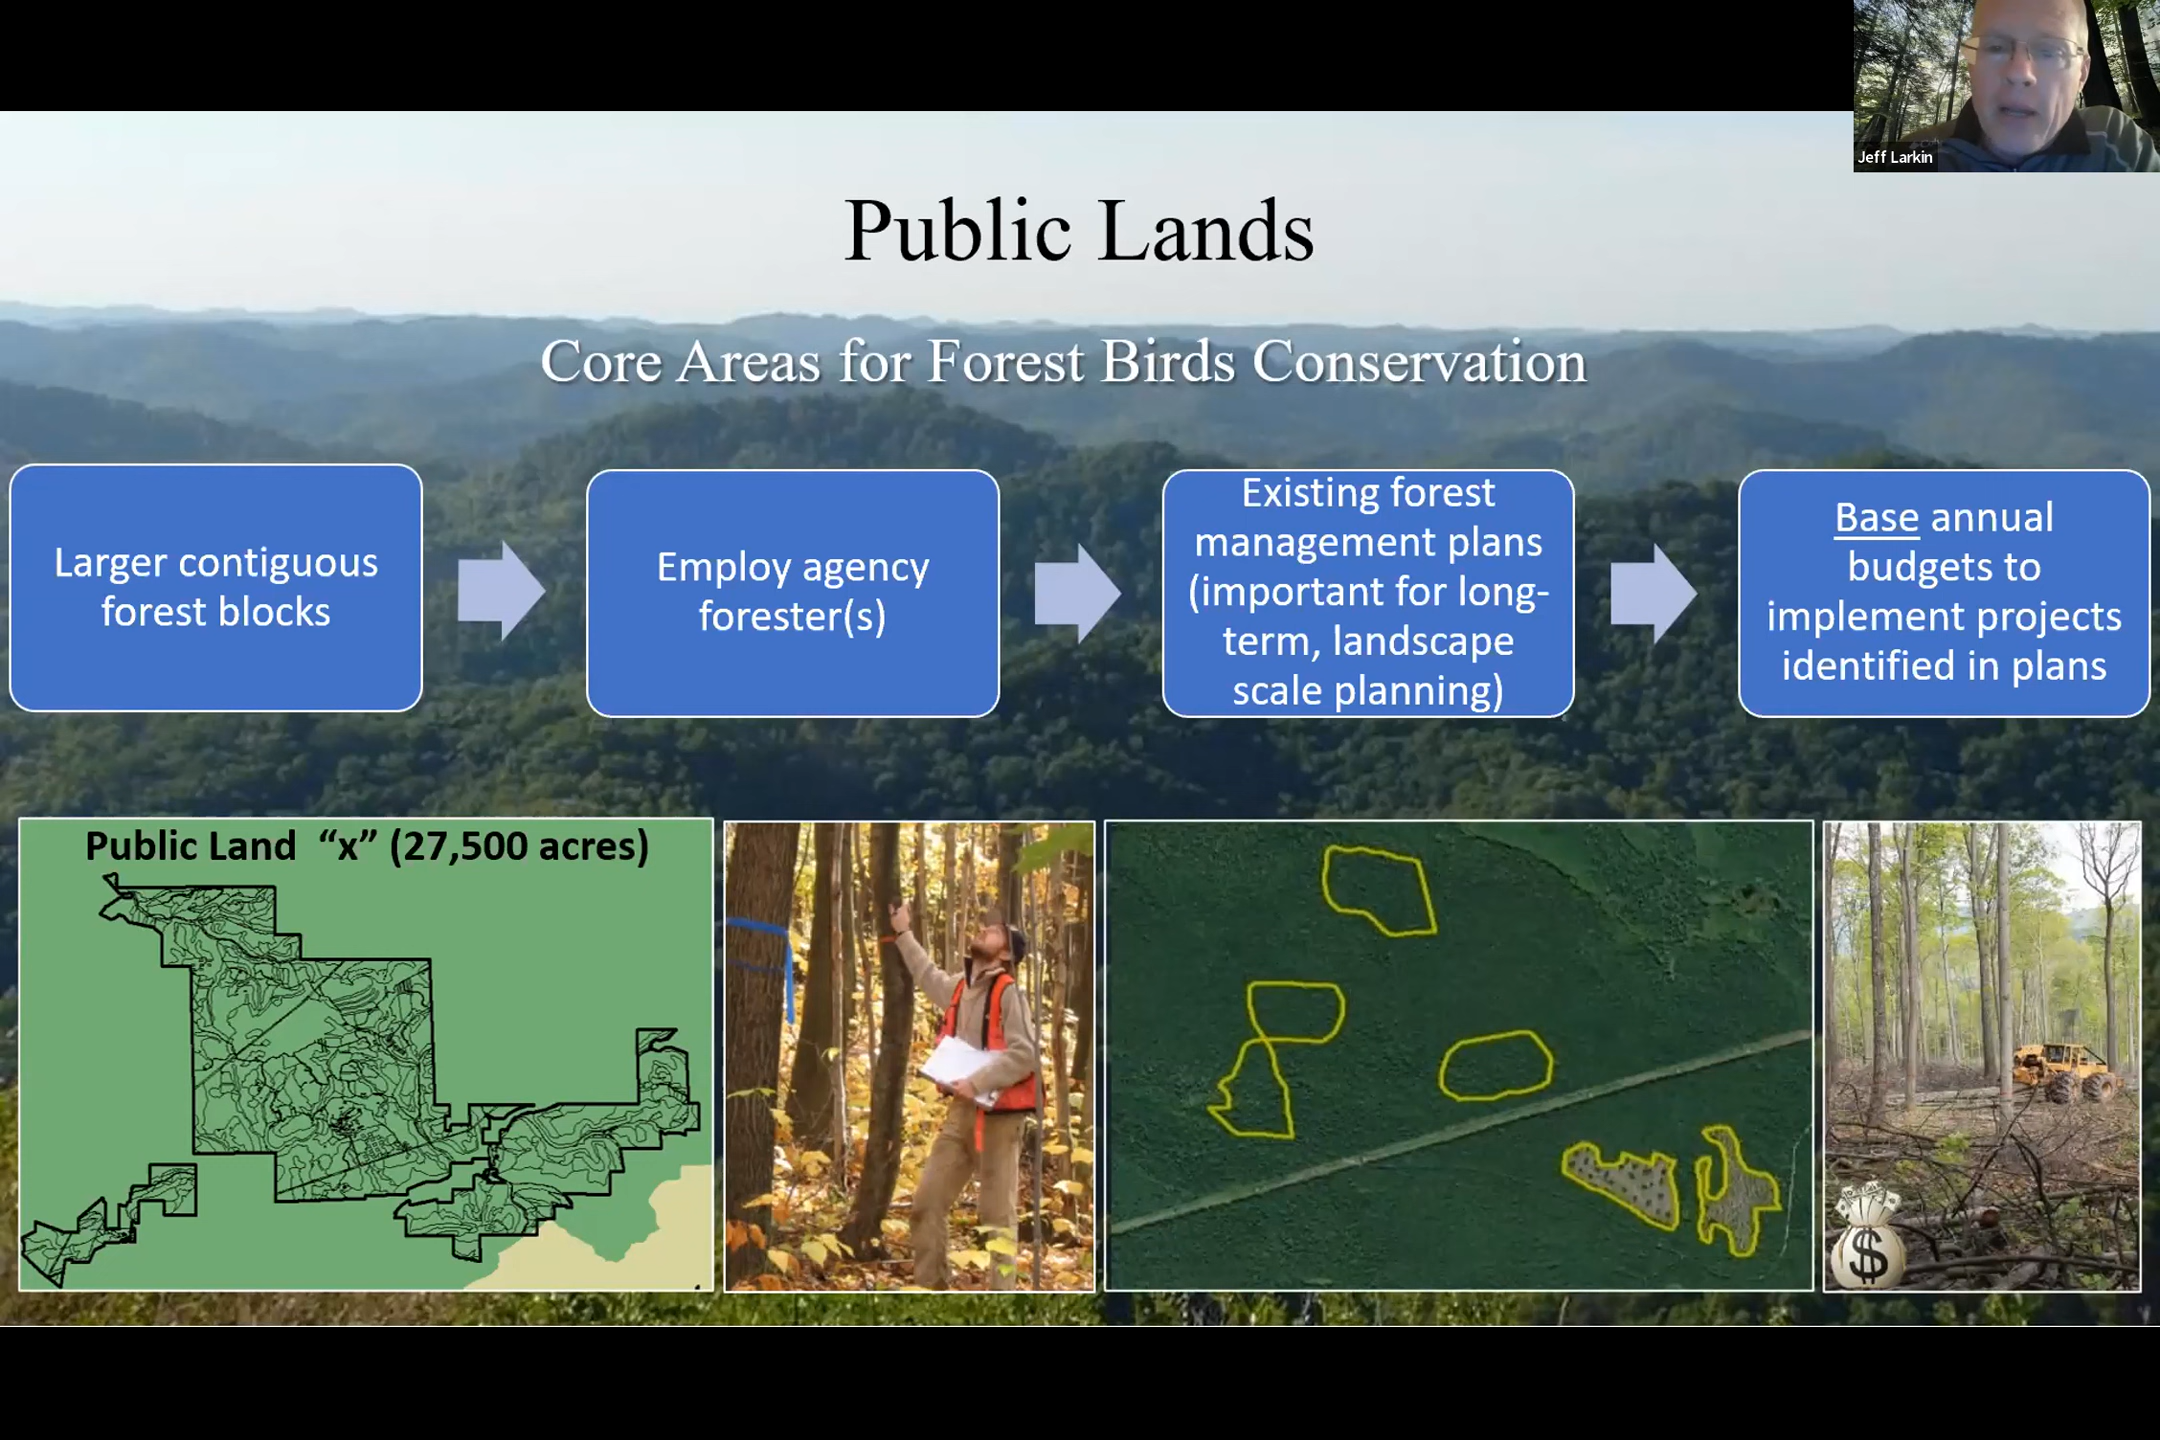 Jeff Larkin
Public Lands
Core Areas for Forest Birds Conservation
Larger contiguous
forest blocks
Employ agency
forester(s)
Existing forest
management plans
(important for long-
term, landscape
scale planning)
Base annual
budgets to
implement projects
identified in plans
Public Land “x” (27,500 acres)
$